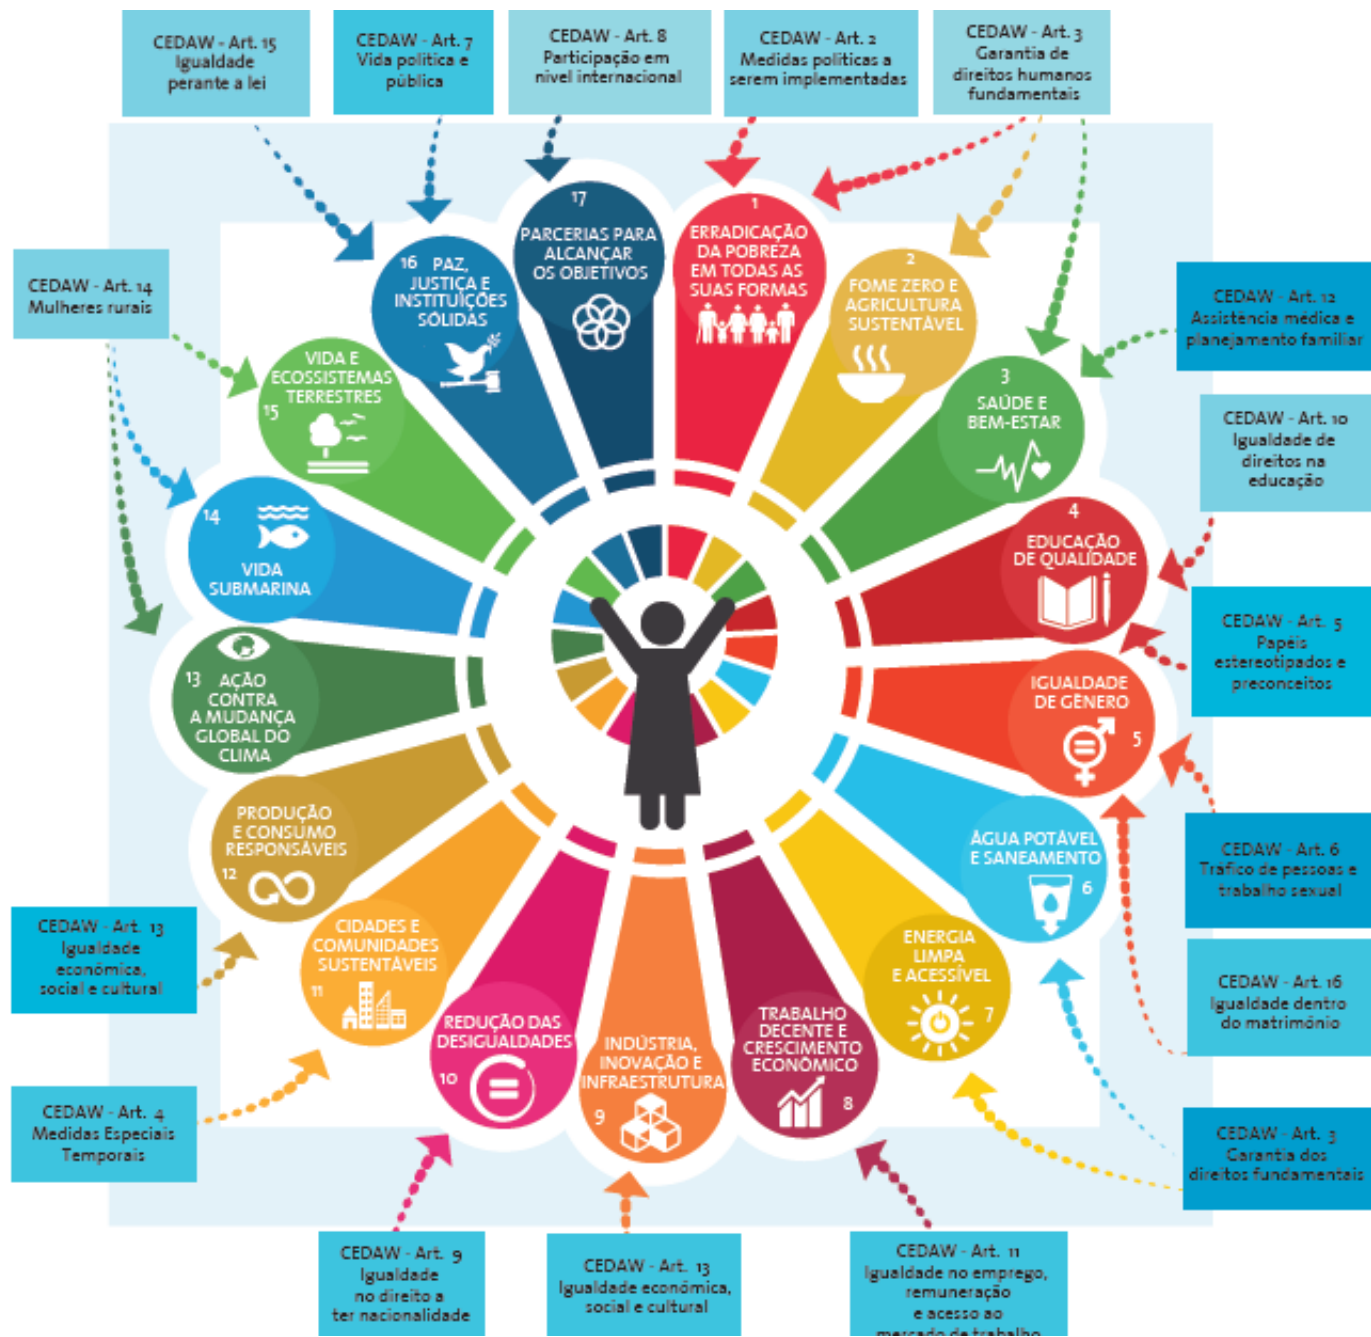 CEDAW - Art. 15
Igualdade
perante a lei
CEDAW - Art. 7
Vida política e
pública
CEDAW - Art. 8
Participação em
nivel internacional
CEDAW - Art. 2
Medidas políticas a
serem implementadas
CEDAW - Art. 3
Garantia de
direitos humanos
fundamentais
CEDAW - Art. 14
Mulheres rurais
CEDAW - Art. 12
Assistência médica e
planejamento familiar
CEDAW - Art. 10
Igualdade de
direitos na
educação
CEDAW - Art. 5
Papéis
estereotipados e
preconceitos
CEDAW - Art. 6
Tráfico de pessoas e
trabalho sexual
CEDAW - Art. 16
Igualdade dentro
do matrimônio
CEDAW - Art. 3
Garantia dos
direitos fundamentais
CEDAW - Art. 11
Igualdade no emprego,
remuneração
e acesso ao
mercado de trabalho
CEDAW - Art. 13
Igualdade económica,
social e cultural
CEDAW - Art. 9
Igualdade
no direito a
ter nacionalidade
CEDAW - Art. 4
Medidas Especiais
Temporais
CEDAW - Art. 13
Igualdade
económica,
social e cultural
1
ERRADICAÇÃO
DA POBREZA
EM TODAS AS
SUAS FORMAS
2
FOME ZERO E
AGRICULTURA
SUSTENTÁVEL
3
SAÚDE E
BEM-ESTAR
4
EDUCAÇÃO
DE QUALIDADE
IGUALDADE
DE GÊNERO
5
ÀGUA POTÁVEL
E SANEAMENTO
6
ENERGIA
LIMPA
E ACESSÍVEL
7
TRABALHO
DECENTE E
CRESCIMENTO
ECONÔMICO
8
INDÚSTRIA,
INOVAÇÃO E
INFRAESTRUTURA
9
REDUÇÃO DAS
DESIGUALDADES
10
CIDADES E
COMUNIDADES
SUSTENTÁVEIS
11
PRODUÇÃO
E CONSUMO
RESPONSÁVEIS
12
13 AÇÃO
CONTRA
A MUDANÇA
GLOBAL DO
CLIMA
14
VIDA
SUBMARINA
VIDA E
ECOSSISTEMAS
TERRESTRES
15
16 PAZ,
JUSTIÇA E
INSTITUIÇÕES
SÓLIDAS
17
PARCERIAS PARA
ALCANÇAR
OS OBJETIVOS